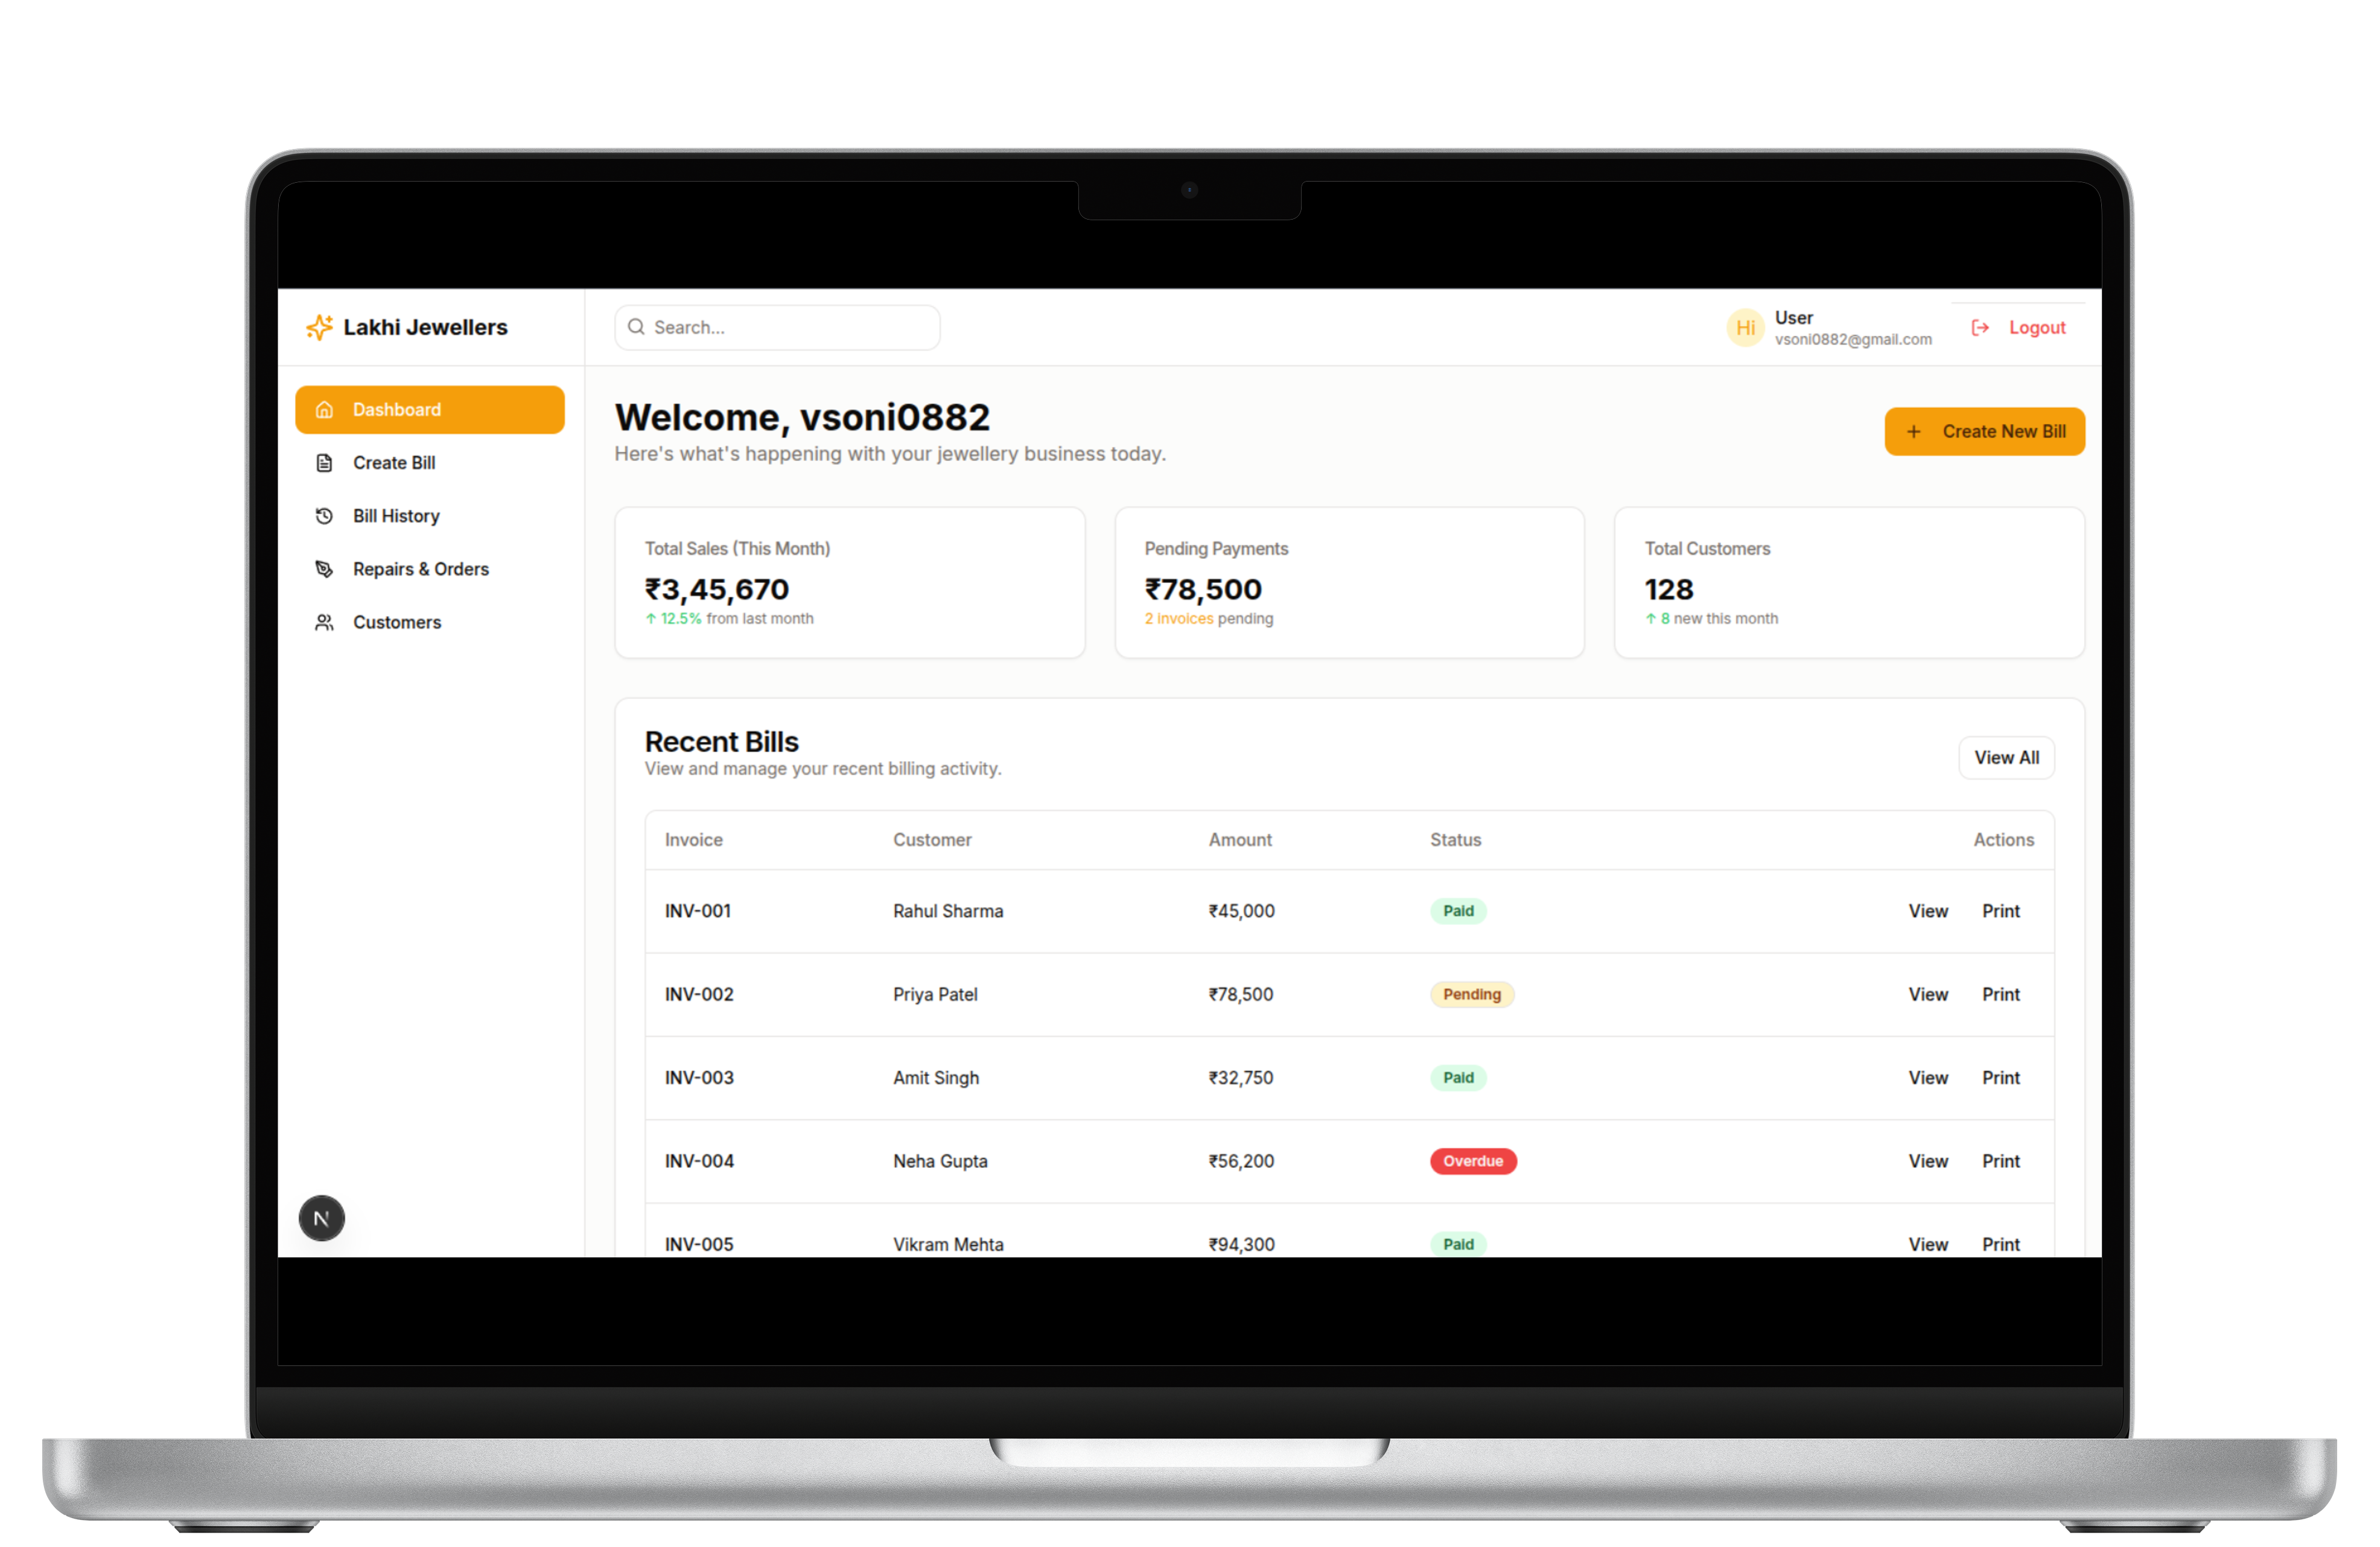 Lakhi Jewellers
Search...
Hi
User
vsoni0882@gmail.com
Logout
Dashboard
Create Bill
Bill History
Repairs & Orders
Customers
N
Welcome, vsoni0882
Here's what's happening with your jewellery business today.
+ Create New Bill
Total Sales (This Month)
₹3,45,670
↑ 12.5% from last month
Pending Payments
₹78,500
2 invoices pending
Total Customers
128
↑ 8 new this month
Recent Bills
View and manage your recent billing activity.
View All
Invoice Customer Amount Status Actions
INV-001 Rahul Sharma ₹45,000 Paid View Print
INV-002 Priya Patel ₹78,500 Pending View Print
INV-003 Amit Singh ₹32,750 Paid View Print
INV-004 Neha Gupta ₹56,200 Overdue View Print
INV-005 Vikram Mehta ₹94,300 Paid View Print